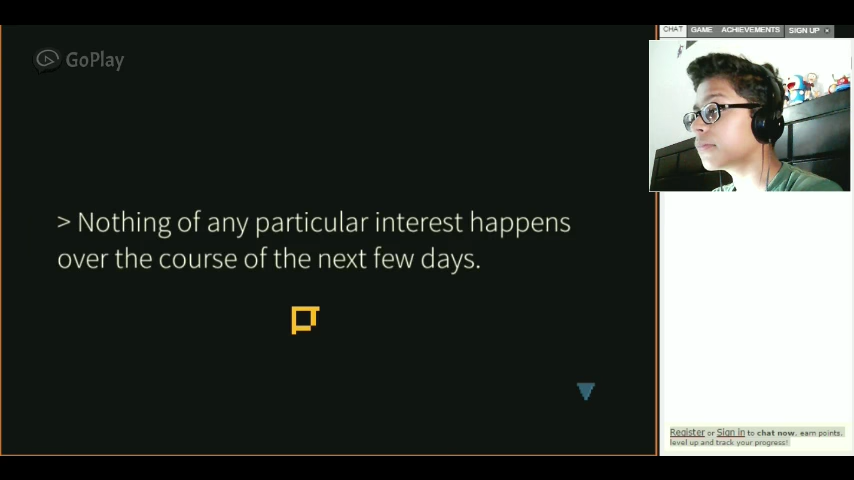 CHAT GAME ACHIEVEMENTS SIGN UP
GoPlay
> Nothing of any particular interest happens
over the course of the next few days.
Register or Sign in to chat now, earn points,
level up and track your progress!